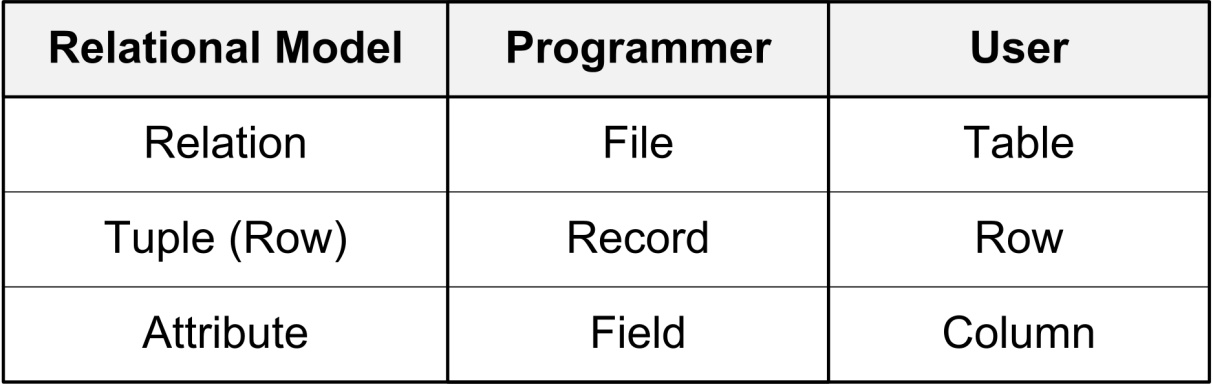 Relational Model Programmer User
Relation File Table
Tuple (Row) Record Row
Attribute Field Column